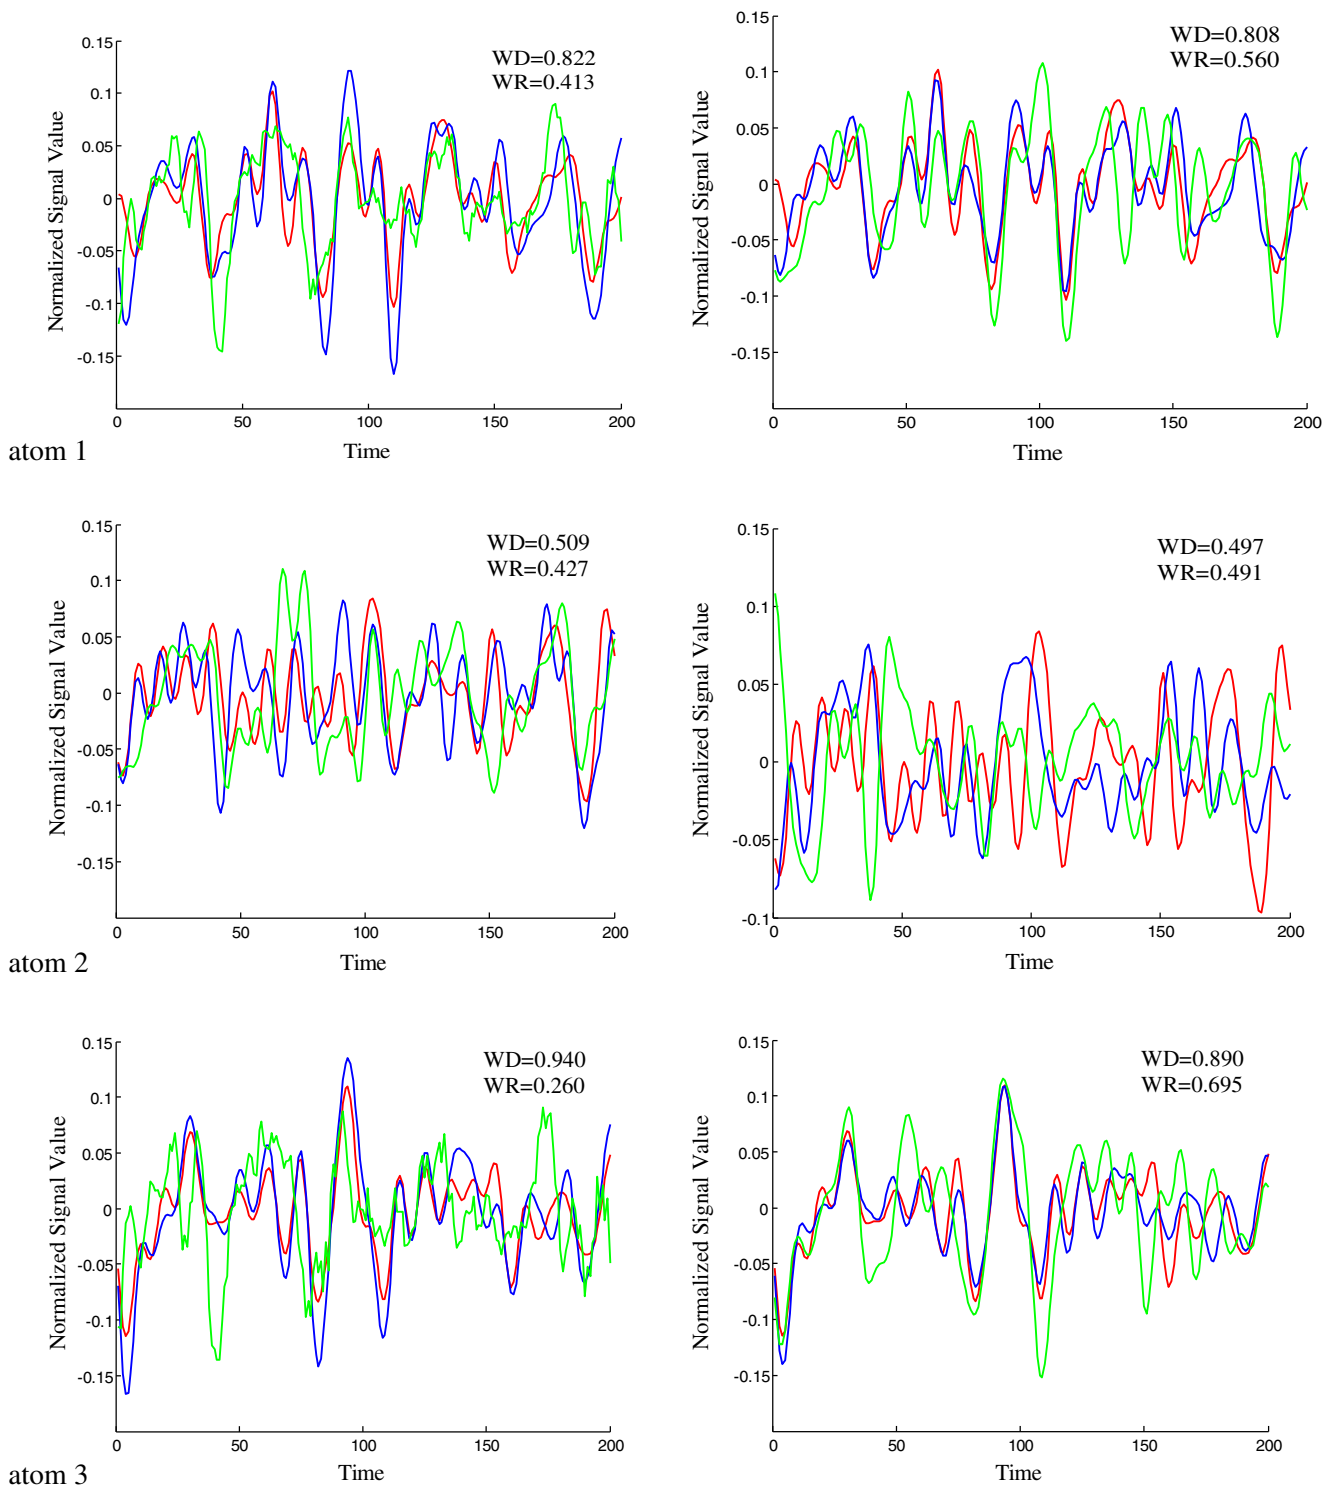 WD=0.822
WR=0.413
0.15
0.1
0.05
0
-0.05
-0.1
-0.15
Normalized Signal Value
0 50 100 150 200
Time
WD=0.808
WR=0.560
0.15
0.1
0.05
0
-0.05
-0.1
-0.15
Normalized Signal Value
0 50 100 150 200
Time
atom 1
WD=0.509
WR=0.427
0.15
0.1
0.05
0
-0.05
-0.1
-0.15
Normalized Signal Value
0 50 100 150 200
Time
WD=0.497
WR=0.491
0.15
0.1
0.05
0
-0.05
-0.1
Normalized Signal Value
0 50 100 150 200
Time
atom 2
WD=0.940
WR=0.260
0.15
0.1
0.05
0
-0.05
-0.1
-0.15
Normalized Signal Value
0 50 100 150 200
Time
WD=0.890
WR=0.695
0.15
0.1
0.05
0
-0.05
-0.1
-0.15
Normalized Signal Value
0 50 100 150 200
Time
atom 3